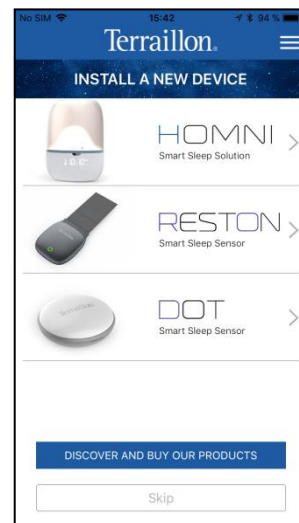 No SIM 15:42 94 %
Terraillon.
INSTALL A NEW DEVICE
HOMNI
Smart Sleep Solution
RESTON
Smart Sleep Sensor
Terraillon
DOT
Smart Sleep Sensor
DISCOVER AND BUY OUR PRODUCTS
Skip